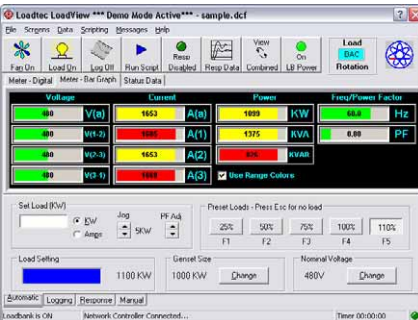 Loadtec LoadView *** Demo Mode Active*** - sample.dcf
File Screens Data Scripting Messages Help
Fan On Load On Log Off Run Script Resp Disabled Resp Data View Combined On LB Power Load BAC Rotation
Meter - Digital Meter - Bar Graph Status Data
Voltage Current Power Freq/Power Factor
480 V(a) 1653 A(a) 1099 KW 60.0 Hz
480 V(1-2) A(1) 1375 KVA 0.80 PF
480 V(2-3) 1653 A(2) 826 KVAR
480 V(3-1) A(3) Use Range Colors
Set Load (KW) Preset Loads - Press Esc for no load
KW Jog PF Adj
Amps 5KW
25% 50% 75% 100% 110%
F1 F2 F3 F4 F5
Load Setting Genset Size Nominal Voltage
1100 KW 1000 KW Change 480V Change
Automatic Logging Response Manual
Loadbank is ON Network Controller Connected... Timer 00:00:00